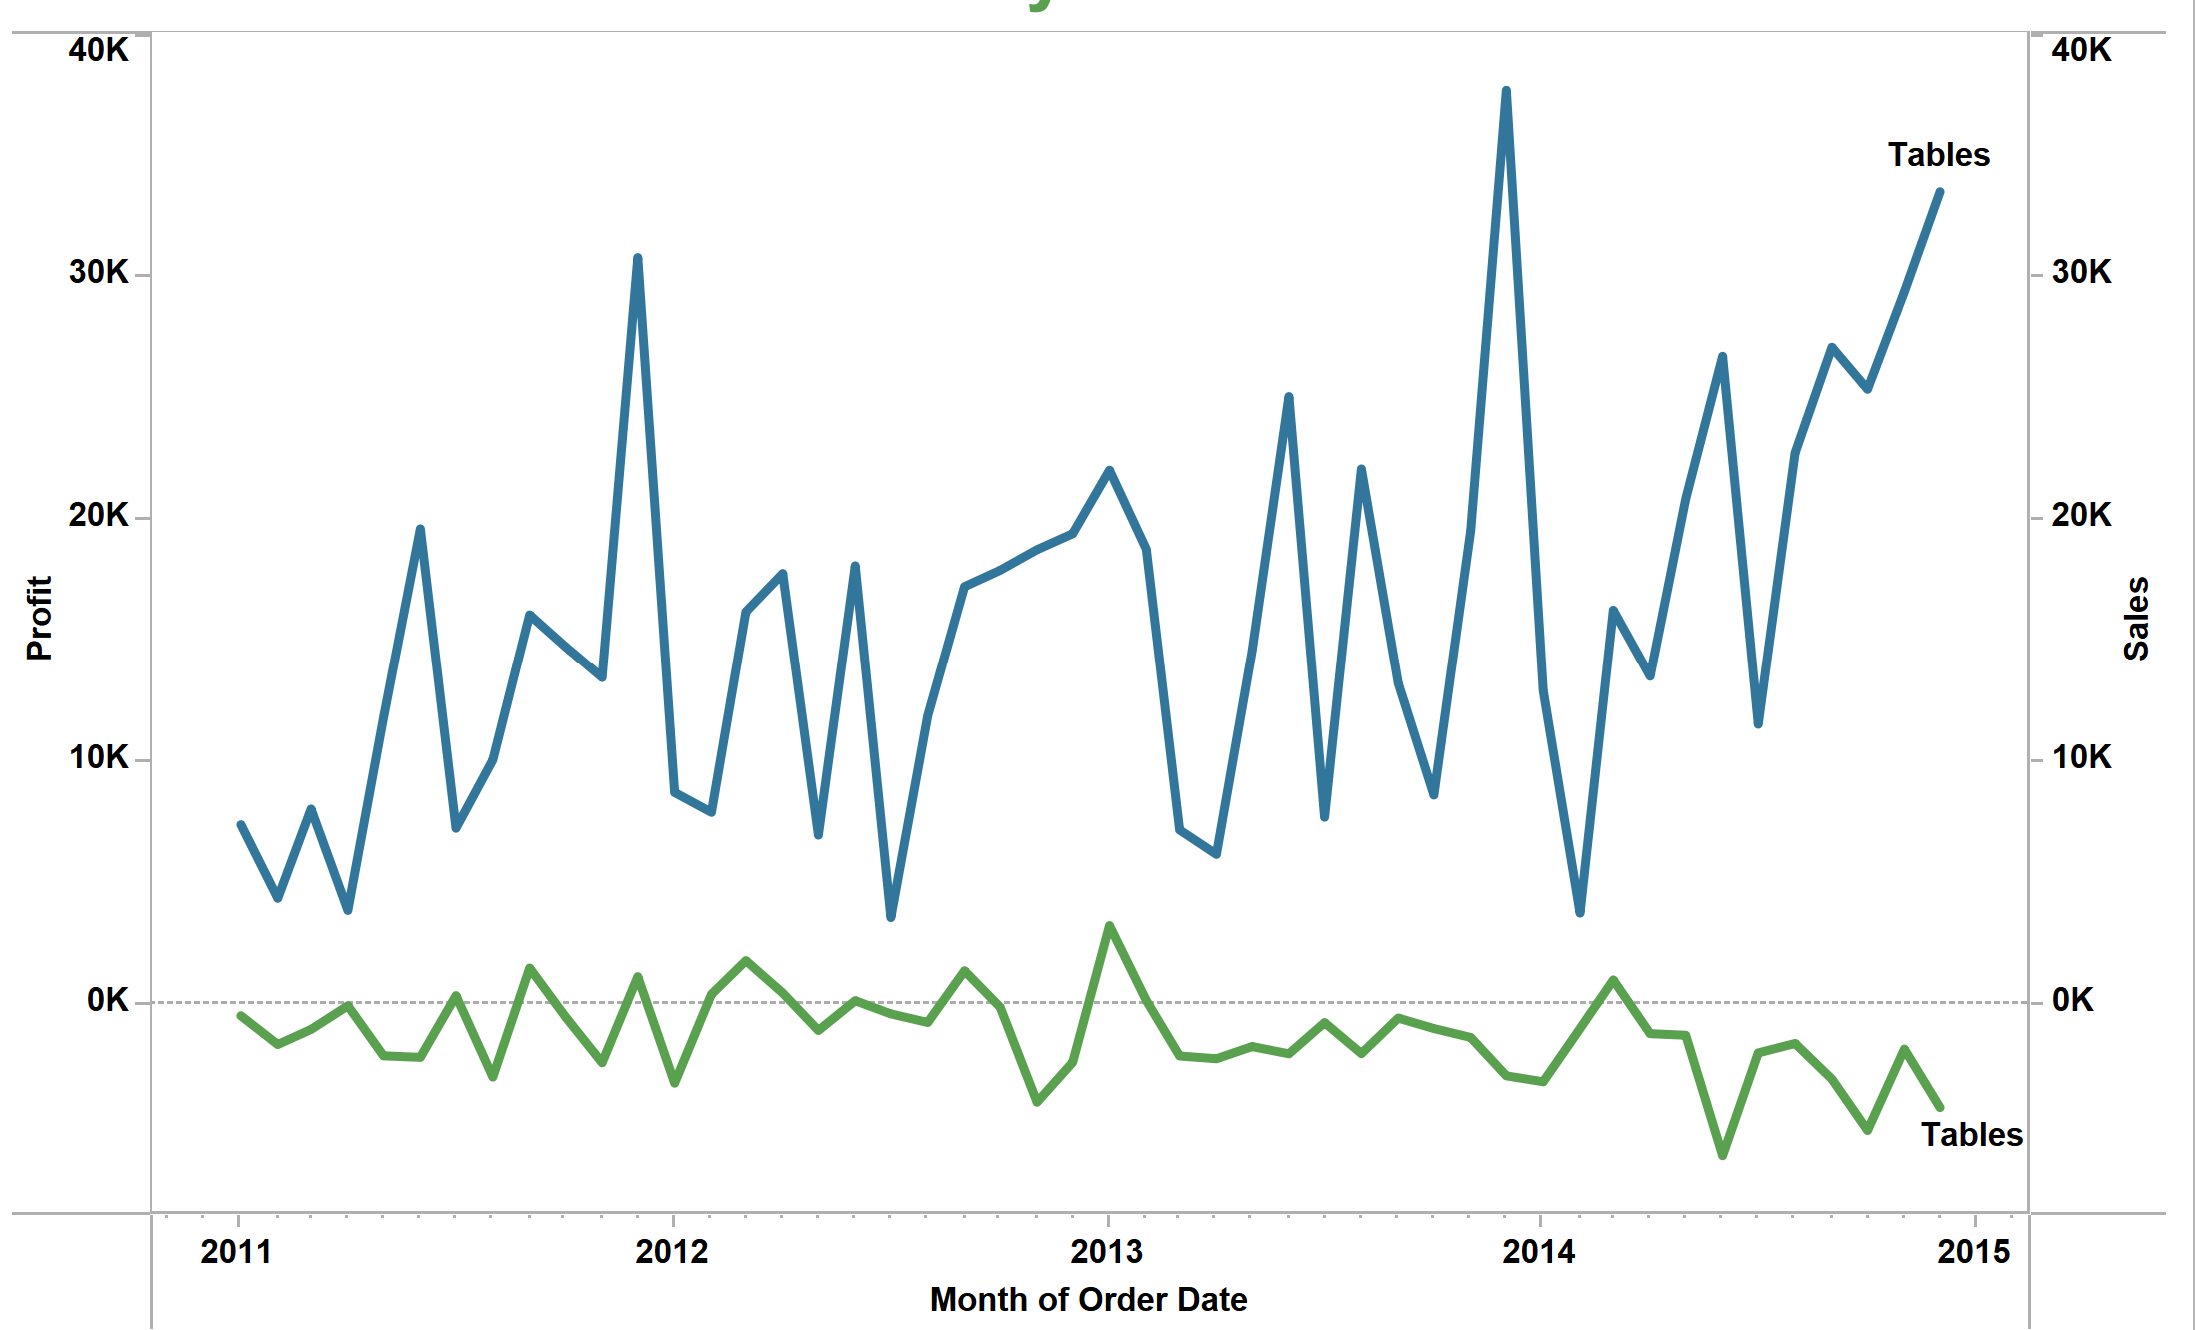 40K
30K
20K
10K
0K
Profit
40K
30K
20K
10K
0K
Sales
Tables
Tables
2011 2012 2013 2014 2015
Month of Order Date